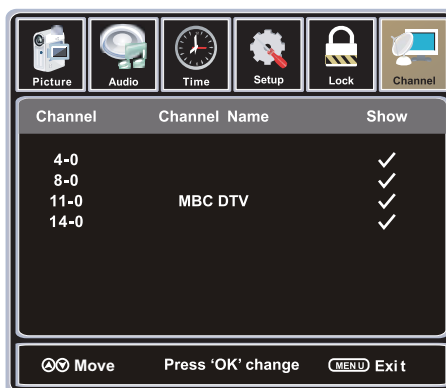 Picture Audio Time Setup Lock Channel
Channel Channel Name Show
4-0
8-0
11-0 MBC DTV
14-0
Move Press ‘OK’ change MENU Exit